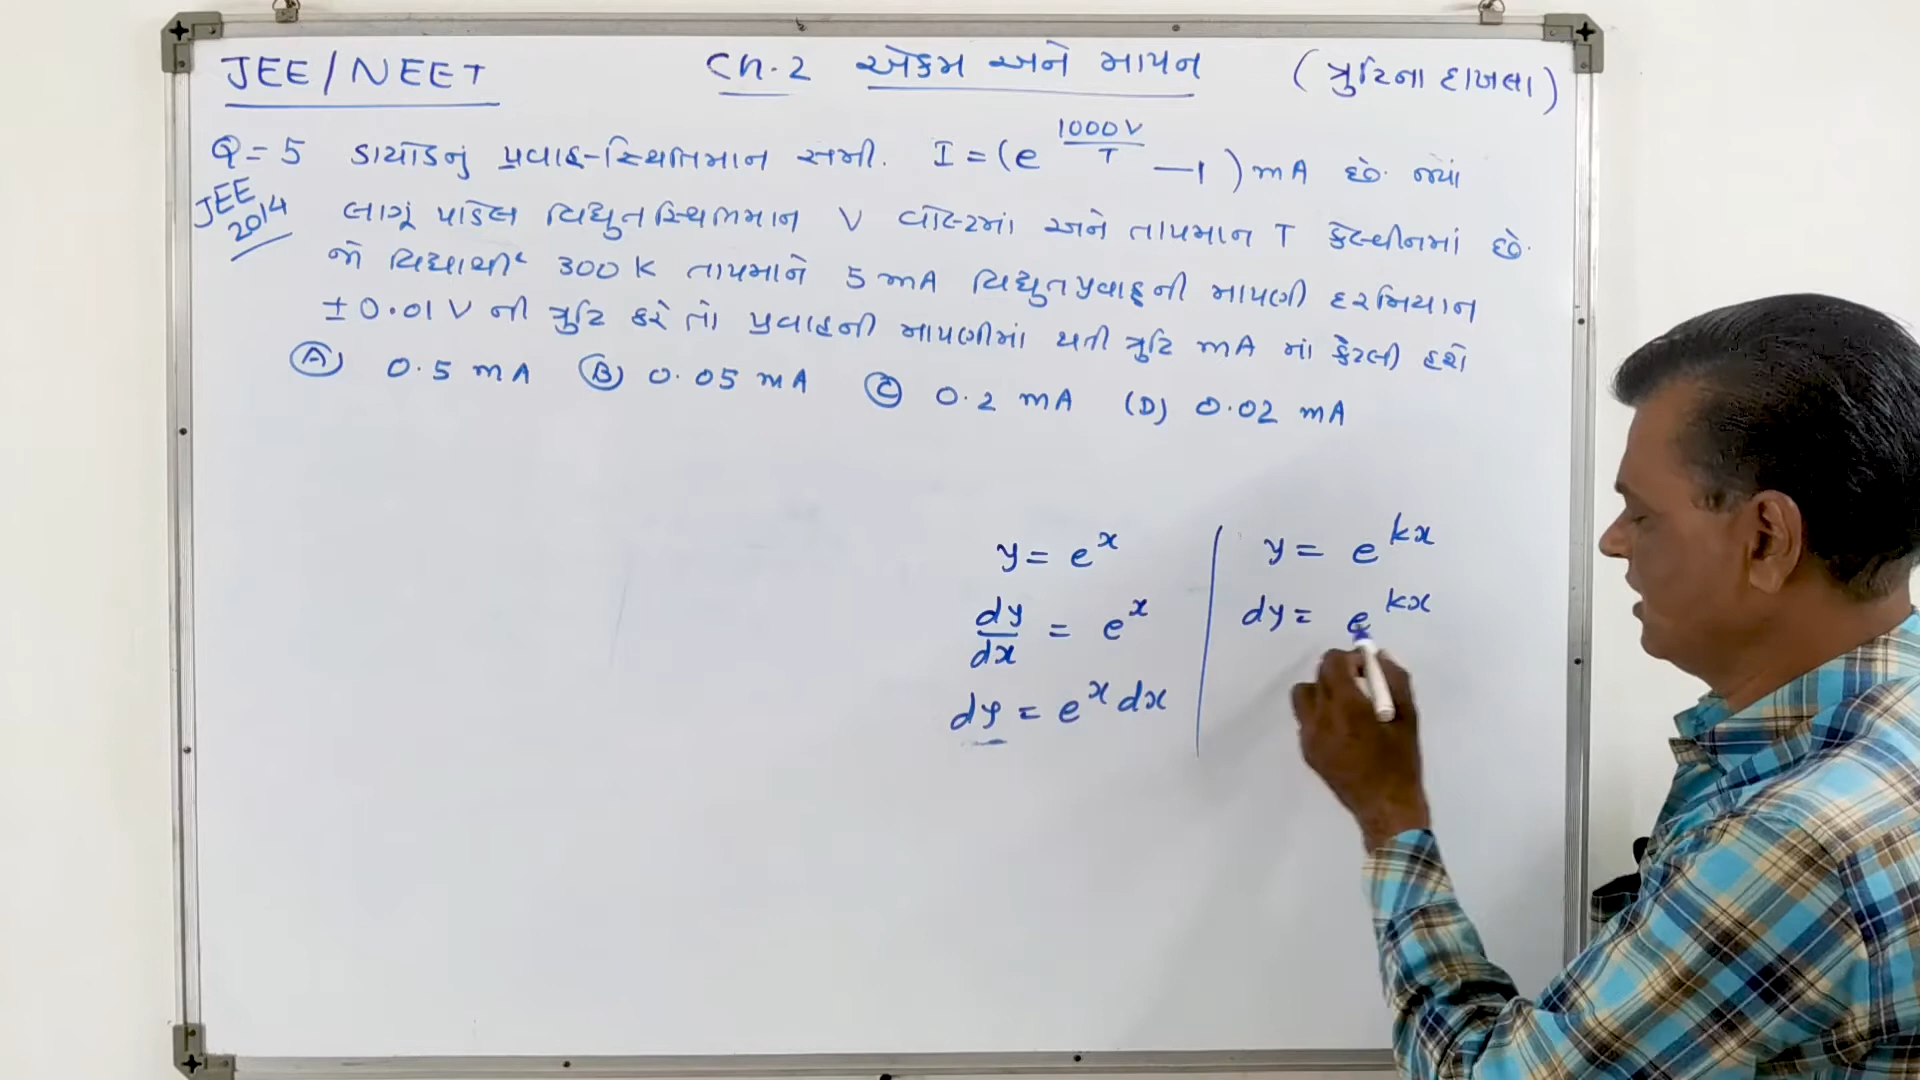 JEE/NEET Ch.2 એકમ અને માપન (ત્રુટિના દાખલા)
Q=5 ડાયોડનું પ્રવાહ-સ્થિતિમાન સમી. I = (e^{1000V/T} −1) mA છે. જ્યાં
JEE 2014
લાગૂ પાડેલ વિદ્યુતસ્થિતિમાન V વોલ્ટમાં અને તાપમાન T કેલ્વીનમાં છે.
જો વિદ્યાર્થી 300 K તાપમાને 5 mA વિદ્યુતપ્રવાહની માપણી દરમિયાન
±0.01 V ની ત્રુટિ કરે તો પ્રવાહની માપણીમાં થતી ત્રુટિ mA માં કેટલી હશે
(A) 0.5 mA (B) 0.05 mA (C) 0.2 mA (D) 0.02 mA
y = e^x
dy/dx = e^x
dy = e^x dx
y = e^{kx}
dy = e^{kx}